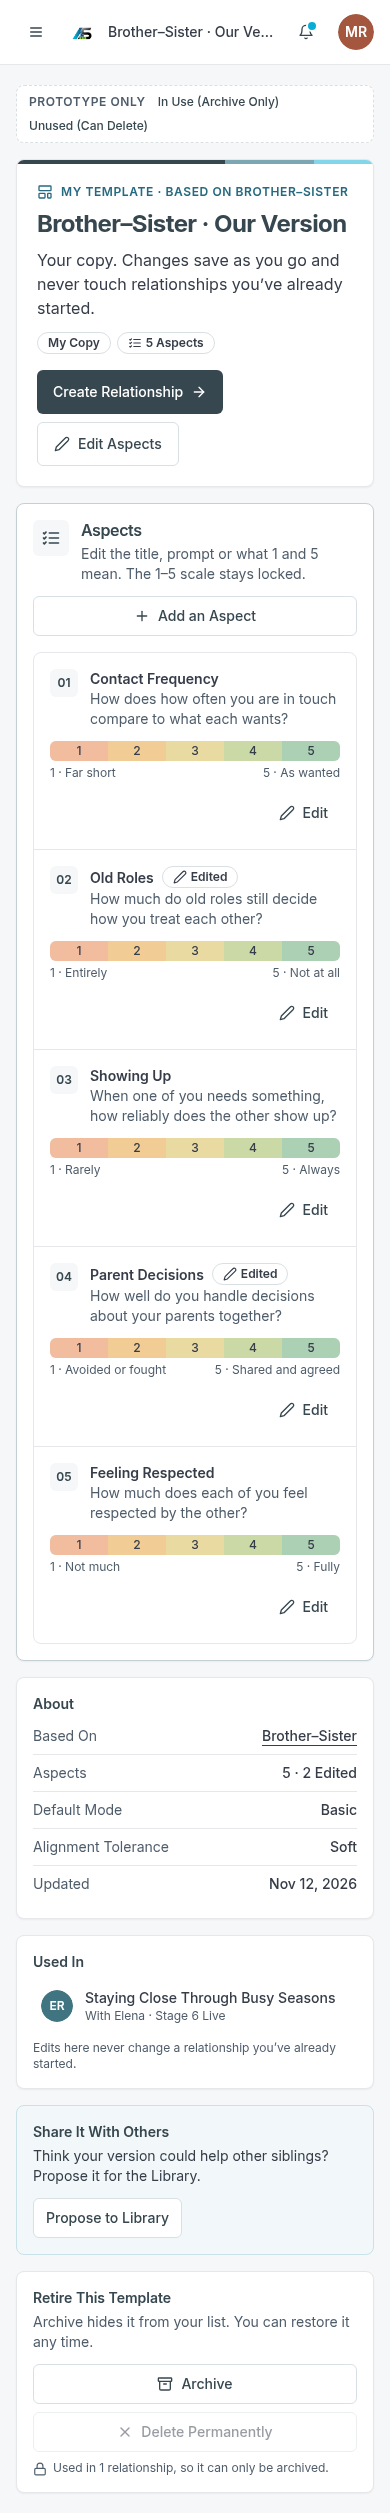 Brother–Sister · Our Ve...
MR
PROTOTYPE ONLY In Use (Archive Only)
Unused (Can Delete)
MY TEMPLATE · BASED ON BROTHER–SISTER
Brother–Sister · Our Version
Your copy. Changes save as you go and
never touch relationships you’ve already
started.
My Copy 5 Aspects
Create Relationship
Edit Aspects
Aspects
Edit the title, prompt or what 1 and 5
mean. The 1–5 scale stays locked.
Add an Aspect
01 Contact Frequency
How does how often you are in touch
compare to what each wants?
1 2 3 4 5
1 · Far short 5 · As wanted
Edit
02 Old Roles Edited
How much do old roles still decide
how you treat each other?
1 2 3 4 5
1 · Entirely 5 · Not at all
Edit
03 Showing Up
When one of you needs something,
how reliably does the other show up?
1 2 3 4 5
1 · Rarely 5 · Always
Edit
04 Parent Decisions Edited
How well do you handle decisions
about your parents together?
1 2 3 4 5
1 · Avoided or fought 5 · Shared and agreed
Edit
05 Feeling Respected
How much does each of you feel
respected by the other?
1 2 3 4 5
1 · Not much 5 · Fully
Edit
About
Based On Brother–Sister
Aspects 5 · 2 Edited
Default Mode Basic
Alignment Tolerance Soft
Updated Nov 12, 2026
Used In
ER Staying Close Through Busy Seasons
With Elena · Stage 6 Live
Edits here never change a relationship you’ve already
started.
Share It With Others
Think your version could help other siblings?
Propose it for the Library.
Propose to Library
Retire This Template
Archive hides it from your list. You can restore it
any time.
Archive
Delete Permanently
Used in 1 relationship, so it can only be archived.